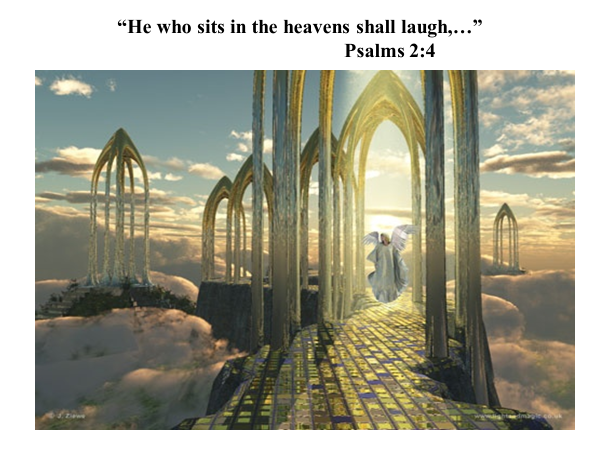 “He who sits in the heavens shall laugh,…”
Psalms 2:4